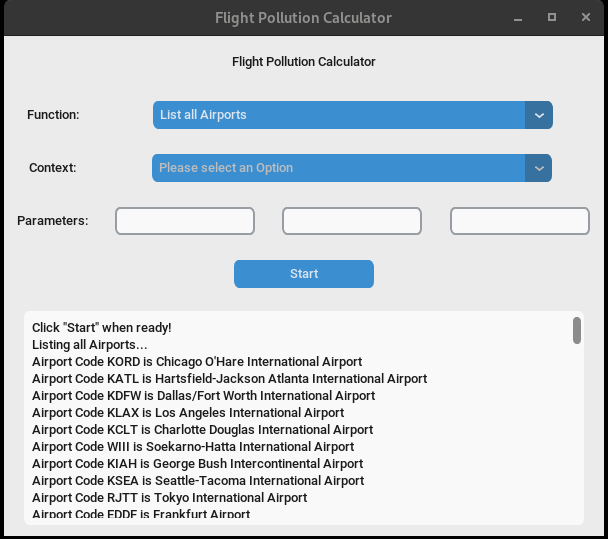 Flight Pollution Calculator
Flight Pollution Calculator
Function:
List all Airports
Context:
Please select an Option
Parameters:
Start
Click "Start" when ready!
Listing all Airports...
Airport Code KORD is Chicago O'Hare International Airport
Airport Code KATL is Hartsfield-Jackson Atlanta International Airport
Airport Code KDFW is Dallas/Fort Worth International Airport
Airport Code KLAX is Los Angeles International Airport
Airport Code KCLT is Charlotte Douglas International Airport
Airport Code WIII is Soekarno-Hatta International Airport
Airport Code KIAH is George Bush Intercontinental Airport
Airport Code KSEA is Seattle-Tacoma International Airport
Airport Code RJTT is Tokyo International Airport
Airport Code EDDF is Frankfurt Airport